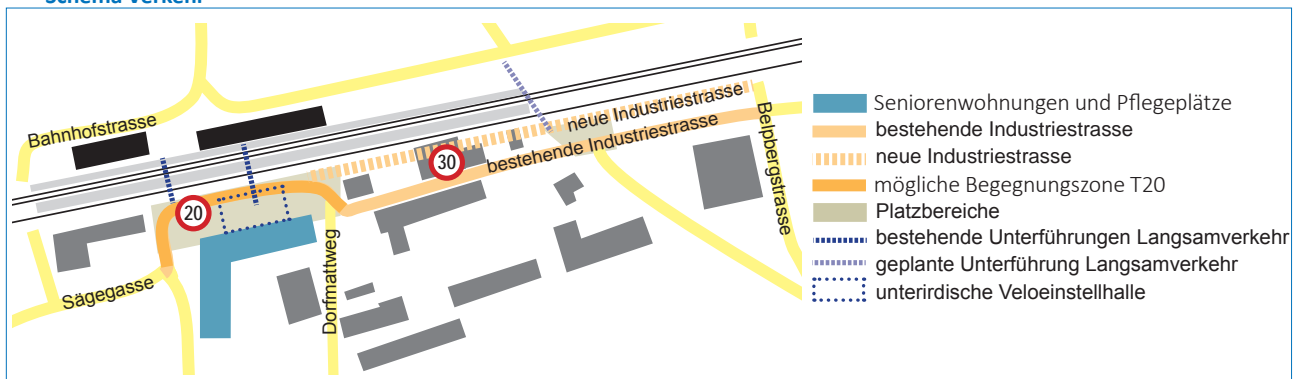 Schema Verkehr
Bahnhofstrasse
neue Industriestrasse
bestehende Industriestrasse
30
20
Belpbergstrasse
Sägegasse
Dorfmattweg
Seniorenwohnungen und Pflegeplätze
bestehende Industriestrasse
neue Industriestrasse
mögliche Begegnungszone T20
Platzbereiche
bestehende Unterführungen Langsamverkehr
geplante Unterführung Langsamverkehr
unterirdische Veloeinstellhalle